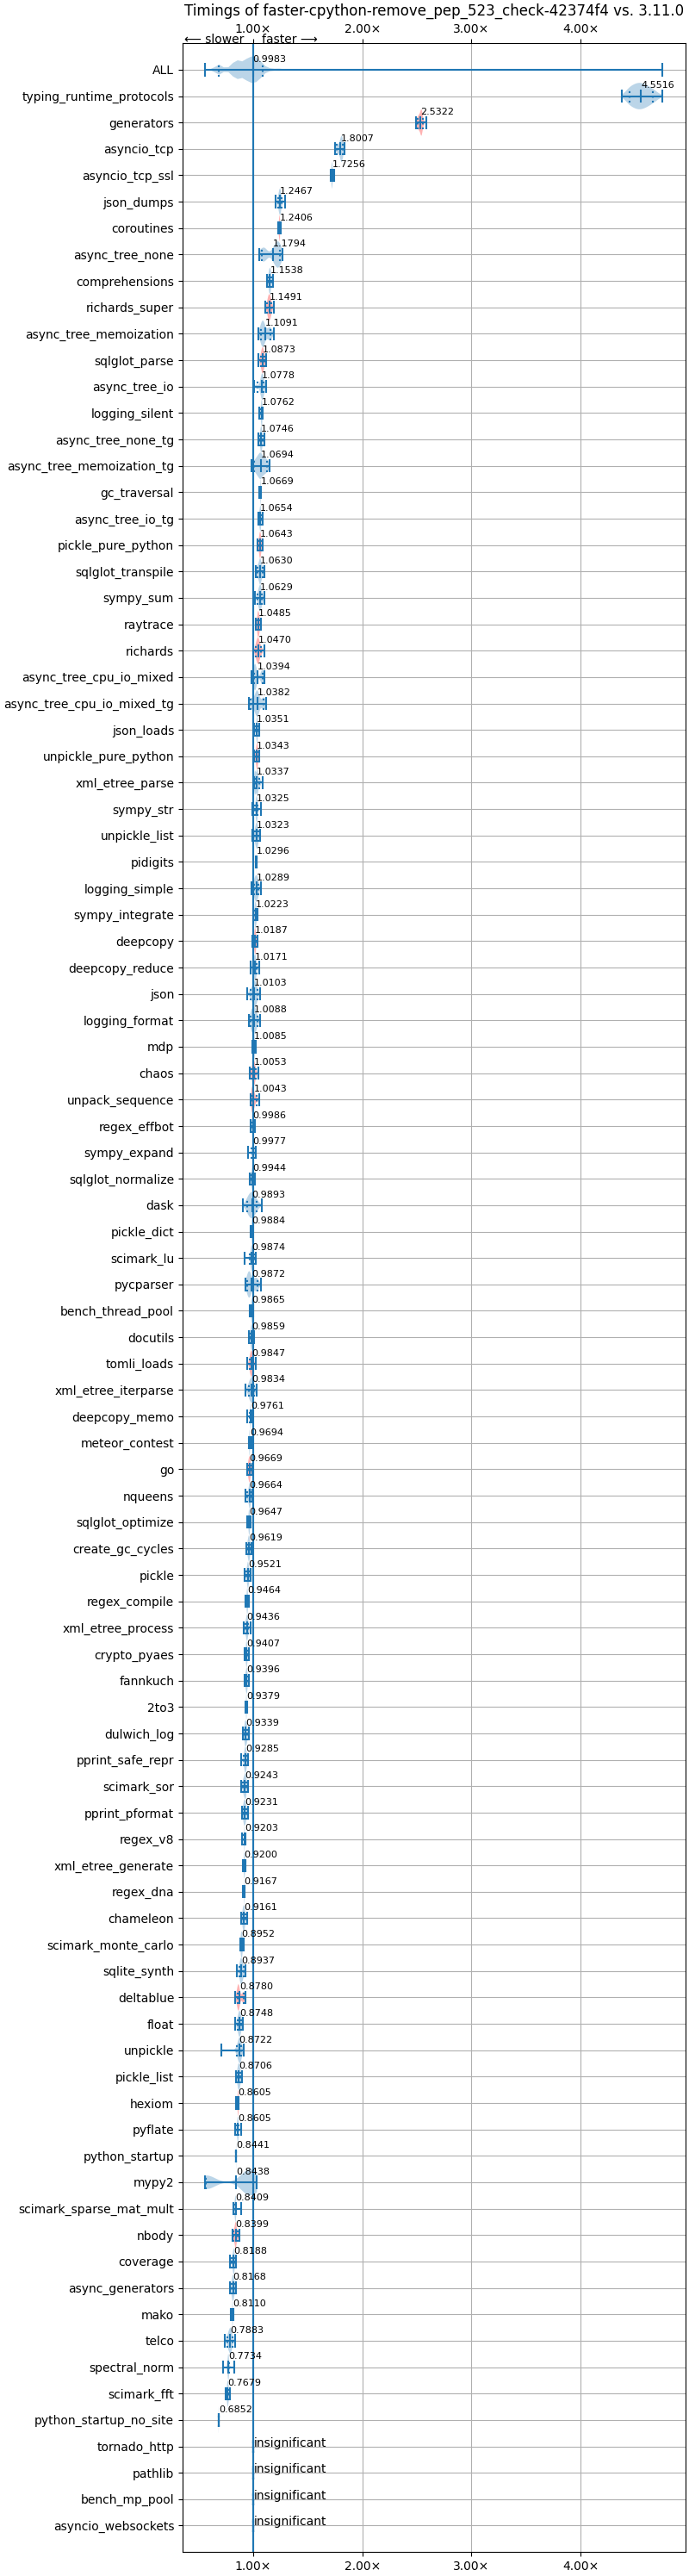 Timings of faster-cpython-remove_pep_523_check-42374f4 vs. 3.11.0
1.00× 2.00× 3.00× 4.00×
⟵ slower faster ⟶
ALL 0.9983
typing_runtime_protocols 4.5516
generators 2.5322
asyncio_tcp 1.8007
asyncio_tcp_ssl 1.7256
json_dumps 1.2467
coroutines 1.2406
async_tree_none 1.1794
comprehensions 1.1538
richards_super 1.1491
async_tree_memoization 1.1091
sqlglot_parse 1.0873
async_tree_io 1.0778
logging_silent 1.0762
async_tree_none_tg 1.0746
async_tree_memoization_tg 1.0694
gc_traversal 1.0669
async_tree_io_tg 1.0654
pickle_pure_python 1.0643
sqlglot_transpile 1.0630
sympy_sum 1.0629
raytrace 1.0485
richards 1.0470
async_tree_cpu_io_mixed 1.0394
async_tree_cpu_io_mixed_tg 1.0382
json_loads 1.0351
unpickle_pure_python 1.0343
xml_etree_parse 1.0337
sympy_str 1.0325
unpickle_list 1.0323
pidigits 1.0296
logging_simple 1.0289
sympy_integrate 1.0223
deepcopy 1.0187
deepcopy_reduce 1.0171
json 1.0103
logging_format 1.0088
mdp 1.0085
chaos 1.0053
unpack_sequence 1.0043
regex_effbot 0.9986
sympy_expand 0.9977
sqlglot_normalize 0.9944
dask 0.9893
pickle_dict 0.9884
scimark_lu 0.9874
pycparser 0.9872
bench_thread_pool 0.9865
docutils 0.9859
tomli_loads 0.9847
xml_etree_iterparse 0.9834
deepcopy_memo 0.9761
meteor_contest 0.9694
go 0.9669
nqueens 0.9664
sqlglot_optimize 0.9647
create_gc_cycles 0.9619
pickle 0.9521
regex_compile 0.9464
xml_etree_process 0.9436
crypto_pyaes 0.9407
fannkuch 0.9396
2to3 0.9379
dulwich_log 0.9339
pprint_safe_repr 0.9285
scimark_sor 0.9243
pprint_pformat 0.9231
regex_v8 0.9203
xml_etree_generate 0.9200
regex_dna 0.9167
chameleon 0.9161
scimark_monte_carlo 0.8952
sqlite_synth 0.8937
deltablue 0.8780
float 0.8748
unpickle 0.8722
pickle_list 0.8706
hexiom 0.8605
pyflate 0.8605
python_startup 0.8441
mypy2 0.8438
scimark_sparse_mat_mult 0.8409
nbody 0.8399
coverage 0.8188
async_generators 0.8168
mako 0.8110
telco 0.7883
spectral_norm 0.7734
scimark_fft 0.7679
python_startup_no_site 0.6852
tornado_http insignificant
pathlib insignificant
bench_mp_pool insignificant
asyncio_websockets insignificant
1.00× 2.00× 3.00× 4.00×